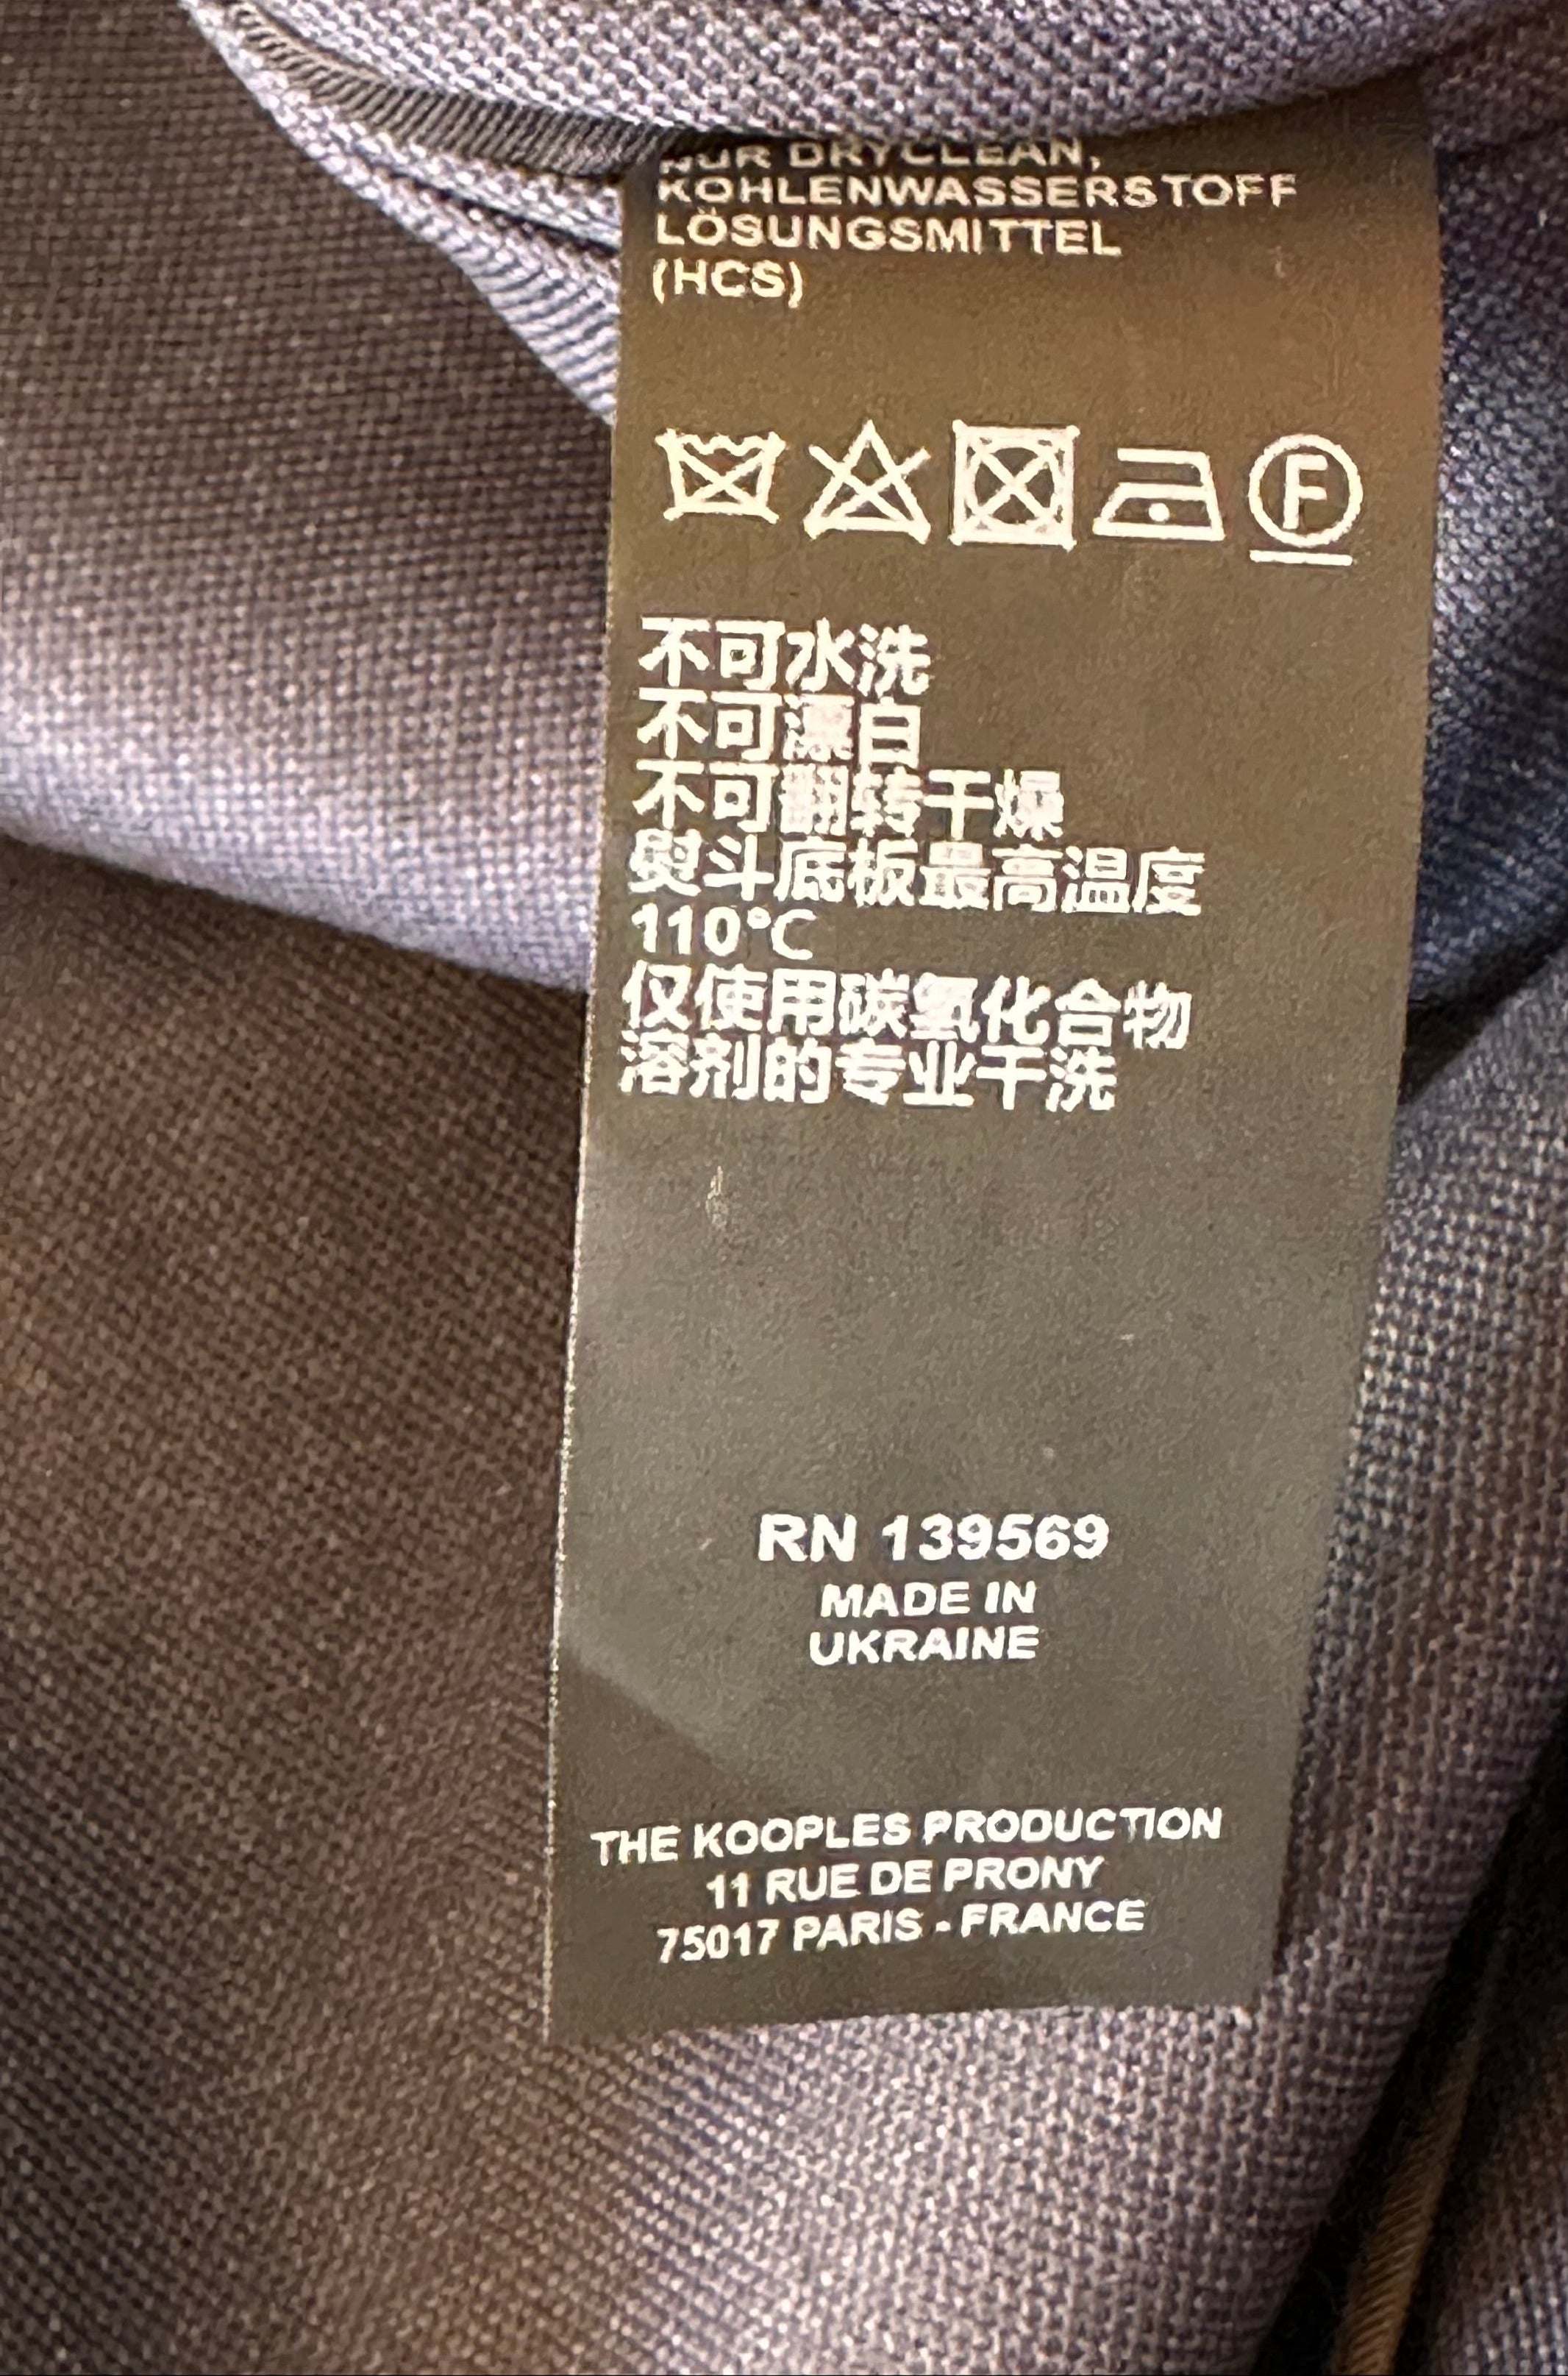 NUR DRYCLEAN,
KOHLENWASSERSTOFF
LÖSUNGSMITTEL
(HCS)
F
不可水洗
不可漂白
不可翻转干燥
熨斗底板最高温度
110°C
仅使用碳氢化合物
溶剂的专业干洗
RN 139569
MADE IN
UKRAINE
THE KOOPLES PRODUCTION
11 RUE DE PRONY
75017 PARIS - FRANCE